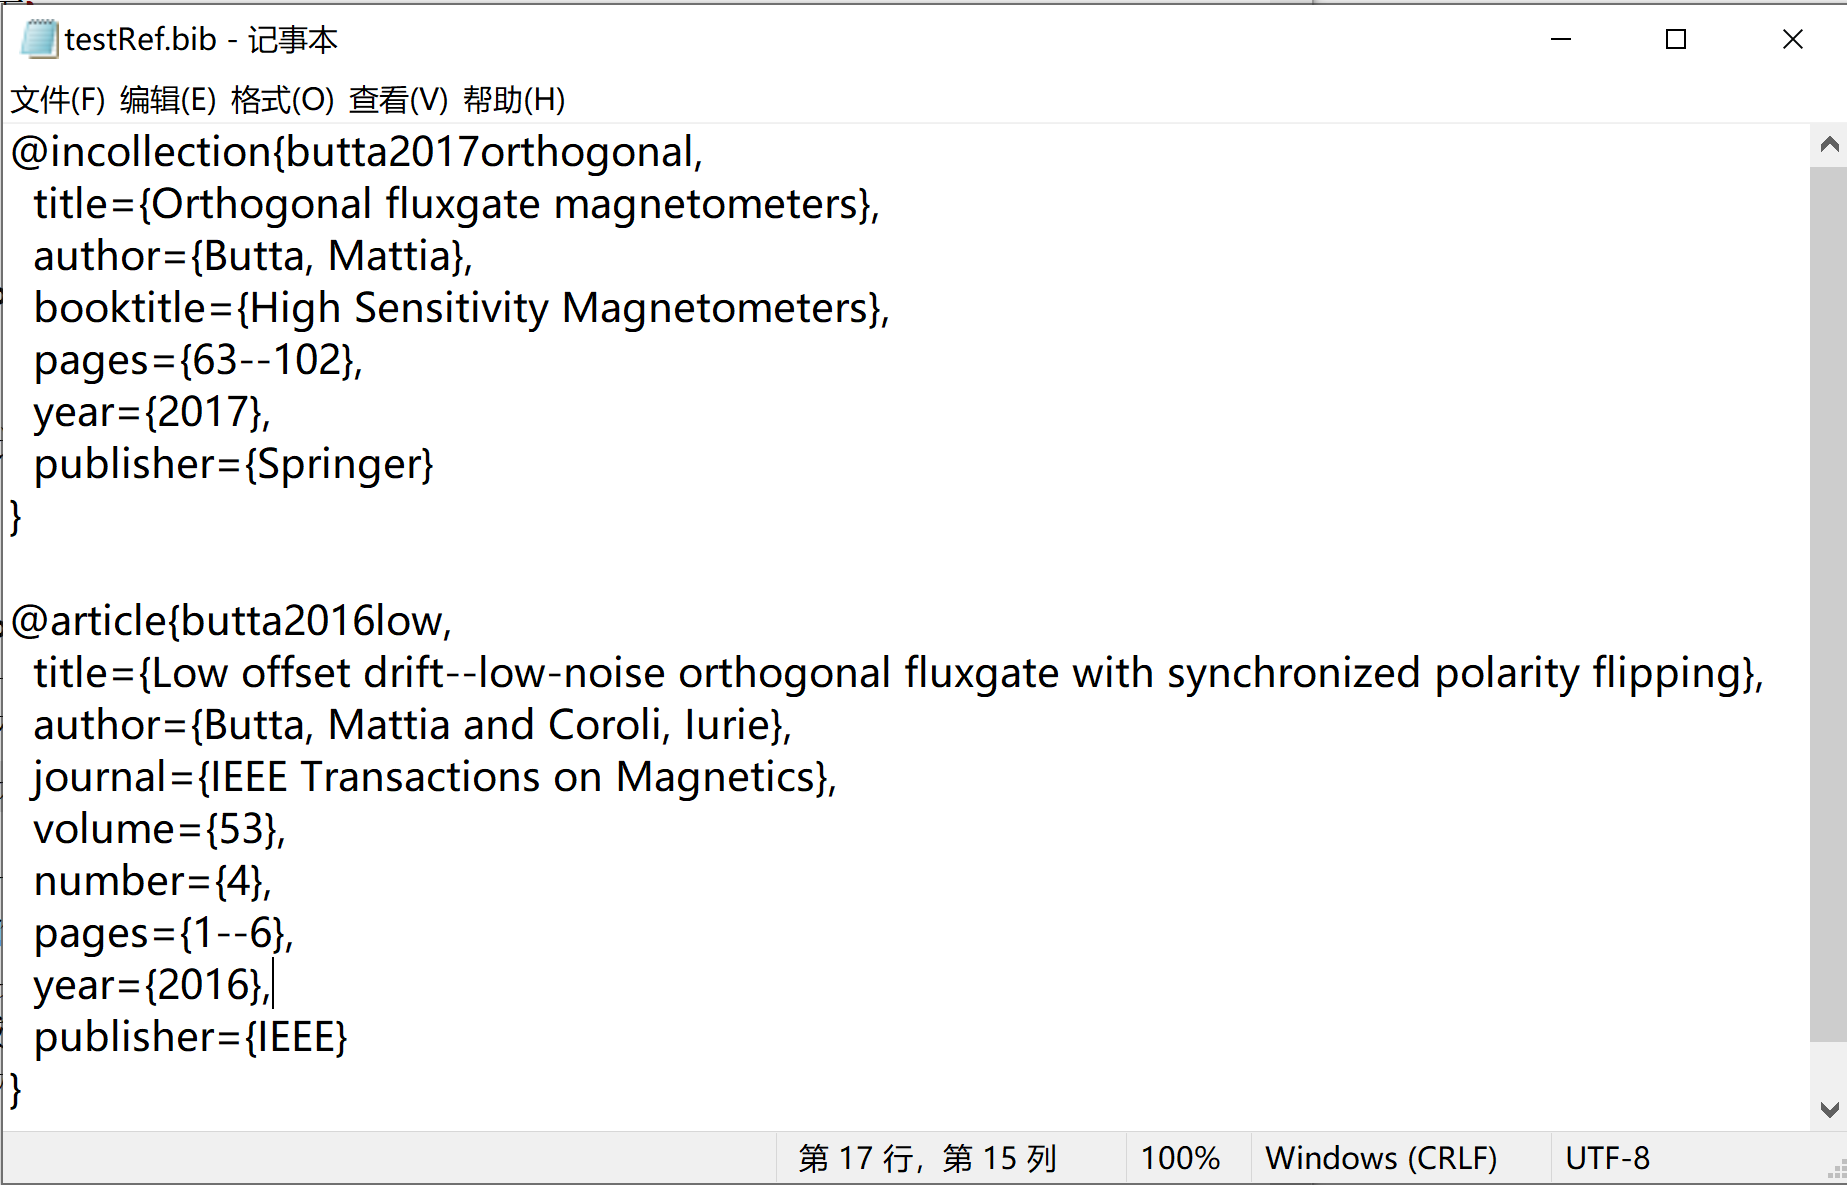 testRef.bib - 记事本
文件(F) 编辑(E) 格式(O) 查看(V) 帮助(H)
@incollection{butta2017orthogonal,
  title={Orthogonal fluxgate magnetometers},
  author={Butta, Mattia},
  booktitle={High Sensitivity Magnetometers},
  pages={63--102},
  year={2017},
  publisher={Springer}
}

@article{butta2016low,
  title={Low offset drift--low-noise orthogonal fluxgate with synchronized polarity flipping},
  author={Butta, Mattia and Coroli, Iurie},
  journal={IEEE Transactions on Magnetics},
  volume={53},
  number={4},
  pages={1--6},
  year={2016},
  publisher={IEEE}
}
第 17 行，第 15 列 100% Windows (CRLF) UTF-8